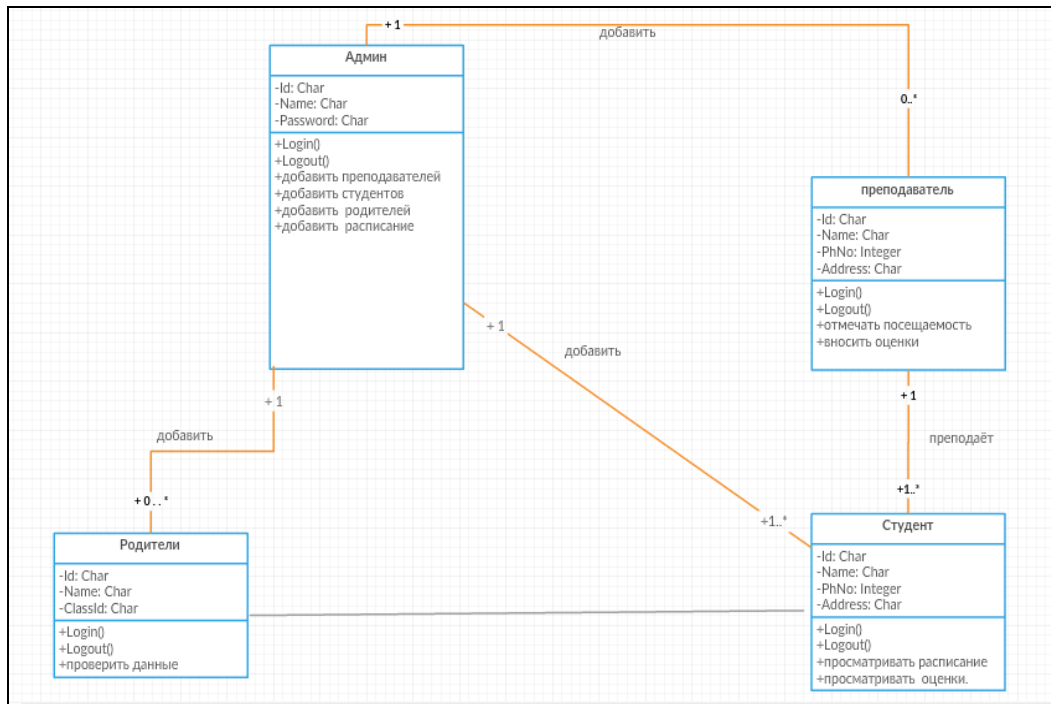 + 1
добавить
Админ
-Id: Char
-Name: Char
-Password: Char
+Login()
+Logout()
+добавить преподавателей
+добавить студентов
+добавить родителей
+добавить расписание
0..*
преподаватель
-Id: Char
-Name: Char
-PhNo: Integer
-Address: Char
+Login()
+Logout()
+отмечать посещаемость
+вносить оценки
+ 1
добавить
+ 1
+ 1
добавить
преподаёт
+ 0 . . *
+1..*
+1..*
Родители
-Id: Char
-Name: Char
-ClassId: Char
+Login()
+Logout()
+проверить данные
Студент
-Id: Char
-Name: Char
-PhNo: Integer
-Address: Char
+Login()
+Logout()
+просматривать расписание
+просматривать оценки.